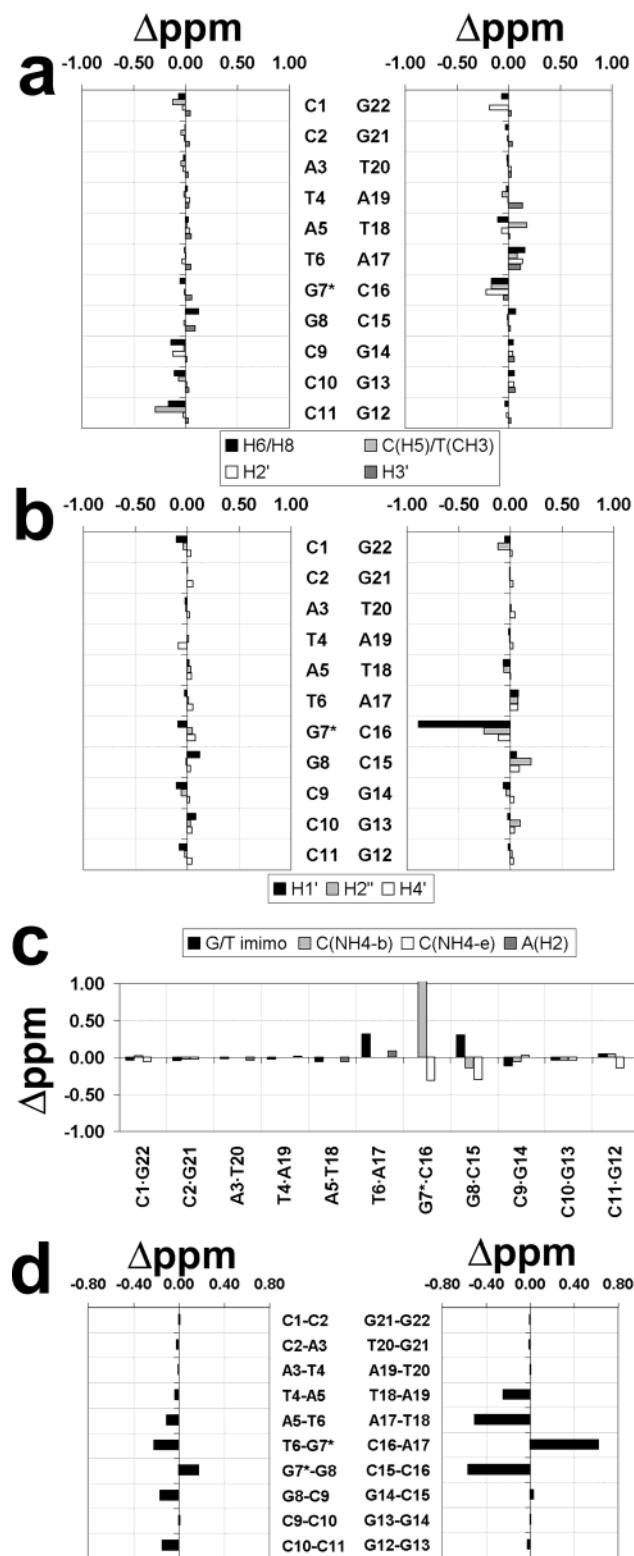 Δppm Δppm
a
-1.00 -0.50 0.00 0.50 1.00 -1.00 -0.50 0.00 0.50 1.00
C1 G22
C2 G21
A3 T20
T4 A19
A5 T18
T6 A17
G7* C16
G8 C15
C9 G14
C10 G13
C11 G12
H6/H8 C(H5)/T(CH3)
H2' H3'
b
-1.00 -0.50 0.00 0.50 1.00 -1.00 -0.50 0.00 0.50 1.00
C1 G22
C2 G21
A3 T20
T4 A19
A5 T18
T6 A17
G7* C16
G8 C15
C9 G14
C10 G13
C11 G12
H1' H2'' H4'
c
G/T imimo C(NH4-b) C(NH4-e) A(H2)
Δppm
1.00
0.50
0.00
-0.50
-1.00
C1·G22 C2·G21 A3·T20 T4·A19 A5·T18 T6·A17 G7*·C16 G8·C15 C9·G14 C10·G13 C11·G12
d
Δppm Δppm
-0.80 -0.40 0.00 0.40 0.80 -0.80 -0.40 0.00 0.40 0.80
C1-C2 G21-G22
C2-A3 T20-G21
A3-T4 A19-T20
T4-A5 T18-A19
A5-T6 A17-T18
T6-G7* C16-A17
G7*-G8 C15-C16
G8-C9 G14-C15
C9-C10 G13-G14
C10-C11 G12-G13